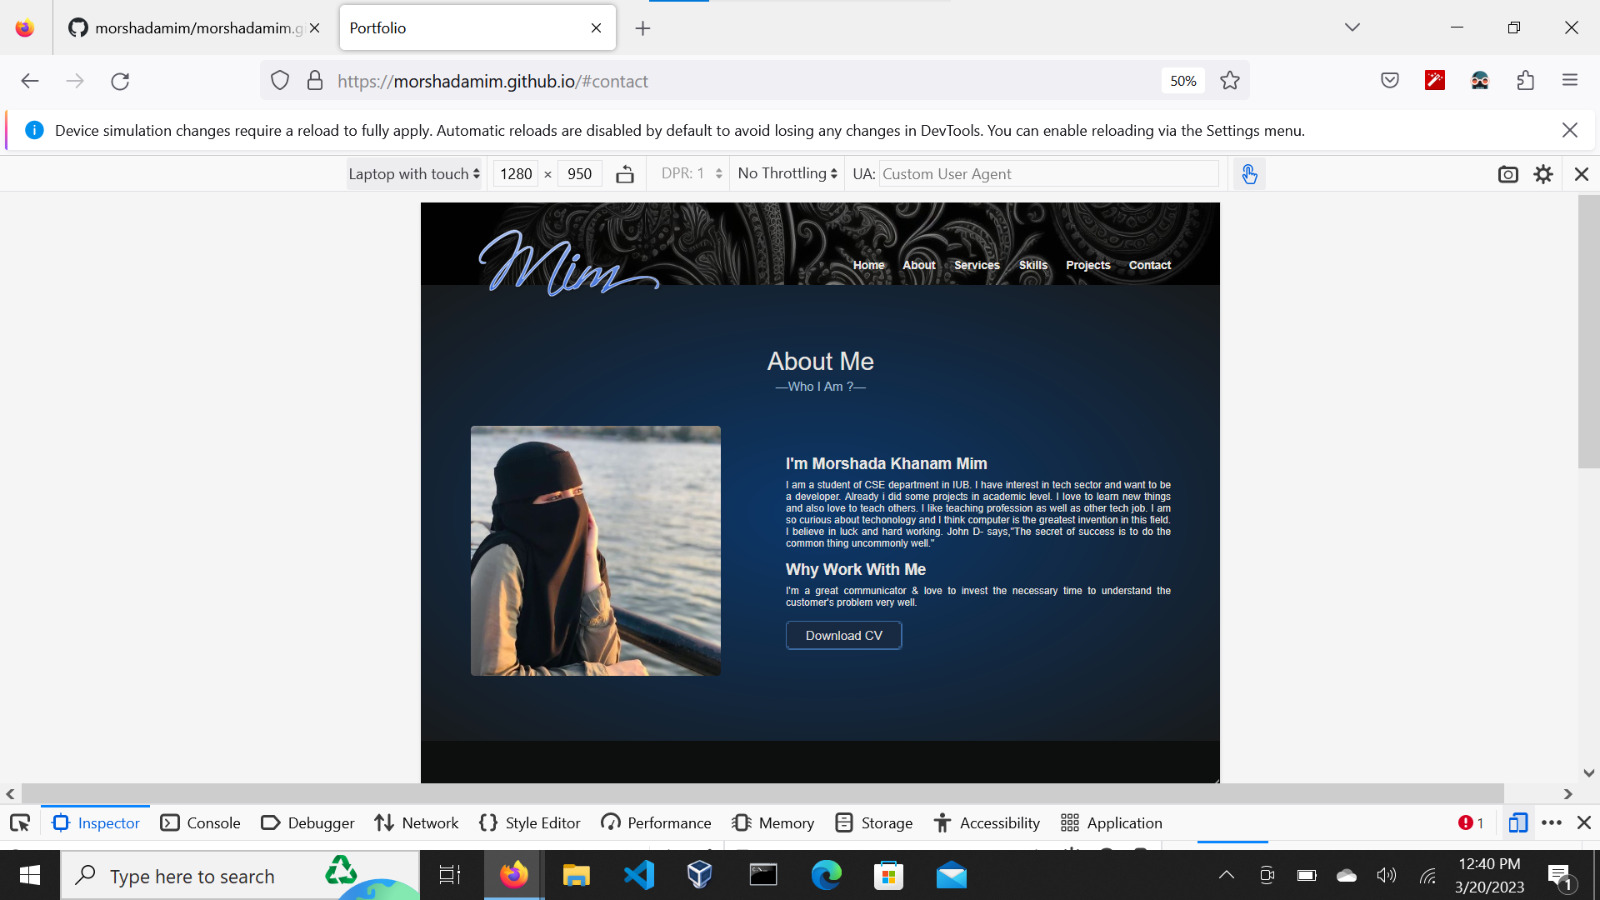 morshadamim/morshadamim.gi
Portfolio
https://morshadamim.github.io/#contact
50%
Device simulation changes require a reload to fully apply. Automatic reloads are disabled by default to avoid losing any changes in DevTools. You can enable reloading via the Settings menu.
Laptop with touch 1280 × 950 DPR: 1 No Throttling UA: Custom User Agent
Mim
Home About Services Skills Projects Contact
About Me
—Who I Am ?—
I'm Morshada Khanam Mim
I am a student of CSE department in IUB. I have interest in tech sector and want to be
a developer. Already i did some projects in academic level. I love to learn new things
and also love to teach others. I like teaching profession as well as other tech job. I am
so curious about techonology and I think computer is the greatest invention in this field.
I believe in luck and hard working. John D- says,"The secret of success is to do the
common thing uncommonly well."
Why Work With Me
I'm a great communicator & love to invest the necessary time to understand the
customer's problem very well.
Download CV
Inspector Console Debugger Network Style Editor Performance Memory Storage Accessibility Application 1
Type here to search
12:40 PM
3/20/2023
1